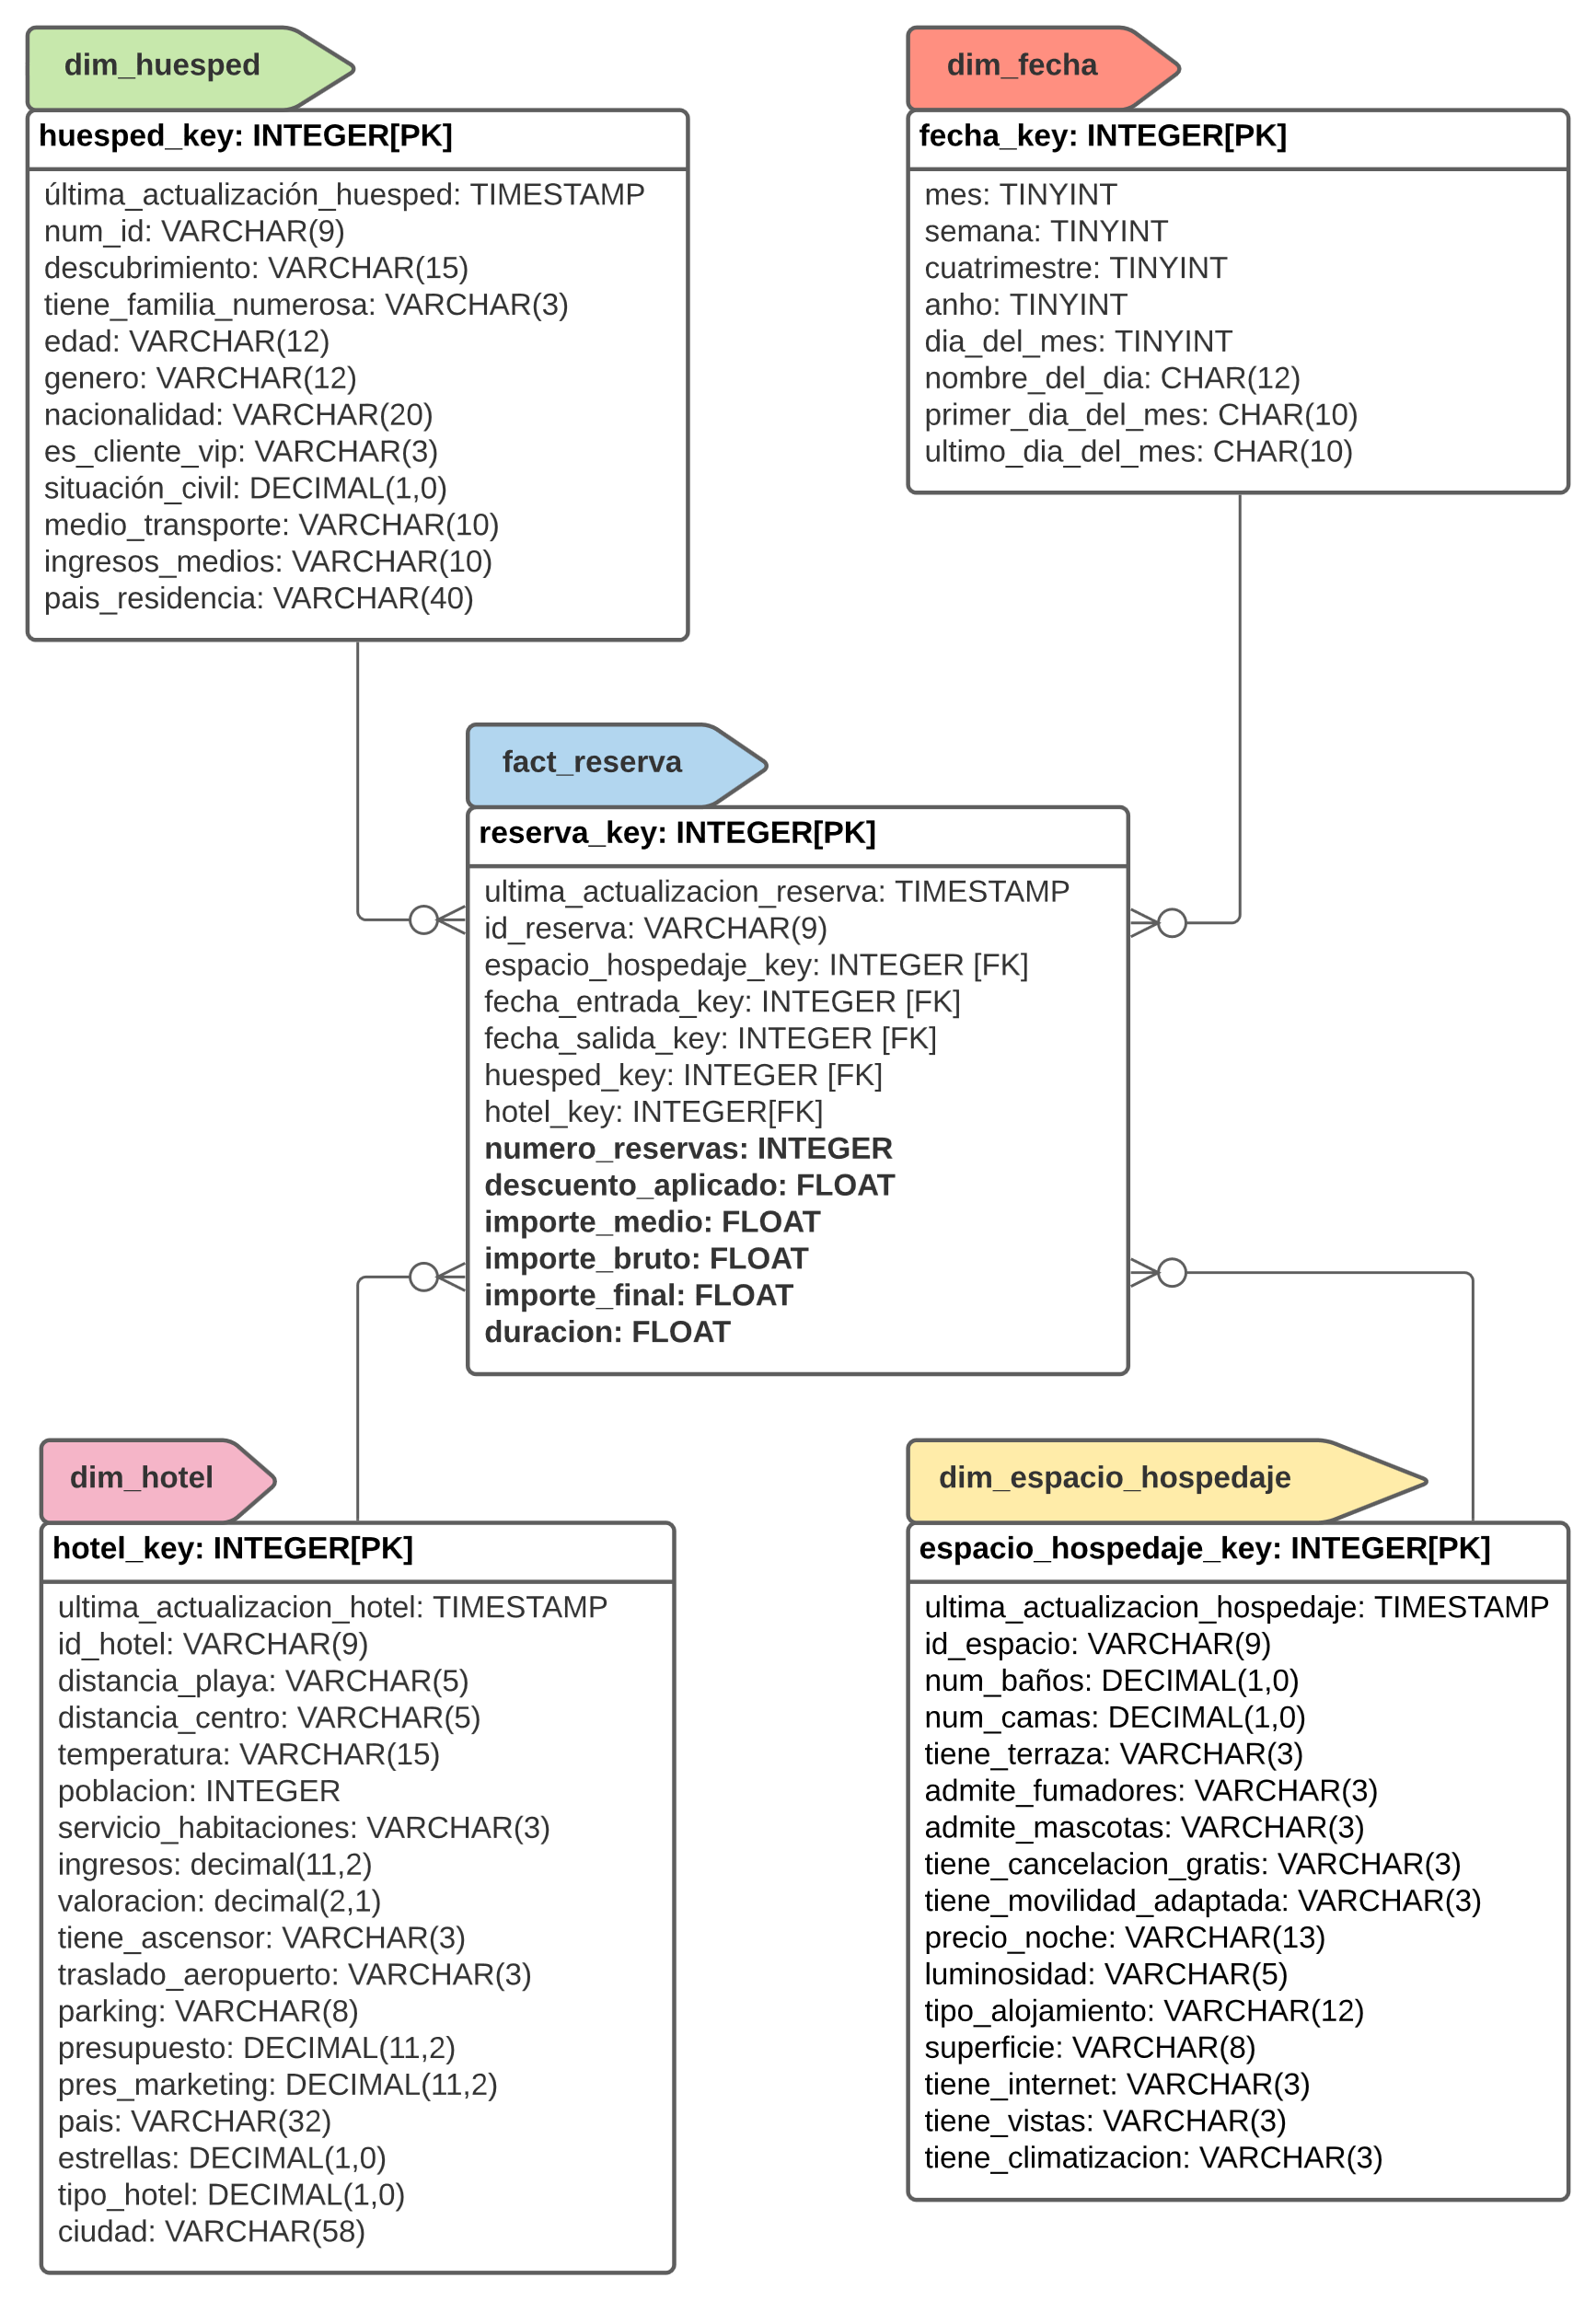 dim_huesped
huesped_key: INTEGER[PK]
última_actualización_huesped: TIMESTAMP
num_id: VARCHAR(9)
descubrimiento: VARCHAR(15)
tiene_familia_numerosa: VARCHAR(3)
edad: VARCHAR(12)
genero: VARCHAR(12)
nacionalidad: VARCHAR(20)
es_cliente_vip: VARCHAR(3)
situación_civil: DECIMAL(1,0)
medio_transporte: VARCHAR(10)
ingresos_medios: VARCHAR(10)
pais_residencia: VARCHAR(40)
dim_fecha
fecha_key: INTEGER[PK]
mes: TINYINT
semana: TINYINT
cuatrimestre: TINYINT
anho: TINYINT
dia_del_mes: TINYINT
nombre_del_dia: CHAR(12)
primer_dia_del_mes: CHAR(10)
ultimo_dia_del_mes: CHAR(10)
fact_reserva
reserva_key: INTEGER[PK]
ultima_actualizacion_reserva: TIMESTAMP
id_reserva: VARCHAR(9)
espacio_hospedaje_key: INTEGER [FK]
fecha_entrada_key: INTEGER [FK]
fecha_salida_key: INTEGER [FK]
huesped_key: INTEGER [FK]
hotel_key: INTEGER[FK]
numero_reservas: INTEGER
descuento_aplicado: FLOAT
importe_medio: FLOAT
importe_bruto: FLOAT
importe_final: FLOAT
duracion: FLOAT
dim_hotel
hotel_key: INTEGER[PK]
ultima_actualizacion_hotel: TIMESTAMP
id_hotel: VARCHAR(9)
distancia_playa: VARCHAR(5)
distancia_centro: VARCHAR(5)
temperatura: VARCHAR(15)
poblacion: INTEGER
servicio_habitaciones: VARCHAR(3)
ingresos: decimal(11,2)
valoracion: decimal(2,1)
tiene_ascensor: VARCHAR(3)
traslado_aeropuerto: VARCHAR(3)
parking: VARCHAR(8)
presupuesto: DECIMAL(11,2)
pres_marketing: DECIMAL(11,2)
pais: VARCHAR(32)
estrellas: DECIMAL(1,0)
tipo_hotel: DECIMAL(1,0)
ciudad: VARCHAR(58)
dim_espacio_hospedaje
espacio_hospedaje_key: INTEGER[PK]
ultima_actualizacion_hospedaje: TIMESTAMP
id_espacio: VARCHAR(9)
num_baños: DECIMAL(1,0)
num_camas: DECIMAL(1,0)
tiene_terraza: VARCHAR(3)
admite_fumadores: VARCHAR(3)
admite_mascotas: VARCHAR(3)
tiene_cancelacion_gratis: VARCHAR(3)
tiene_movilidad_adaptada: VARCHAR(3)
precio_noche: VARCHAR(13)
luminosidad: VARCHAR(5)
tipo_alojamiento: VARCHAR(12)
superficie: VARCHAR(8)
tiene_internet: VARCHAR(3)
tiene_vistas: VARCHAR(3)
tiene_climatizacion: VARCHAR(3)